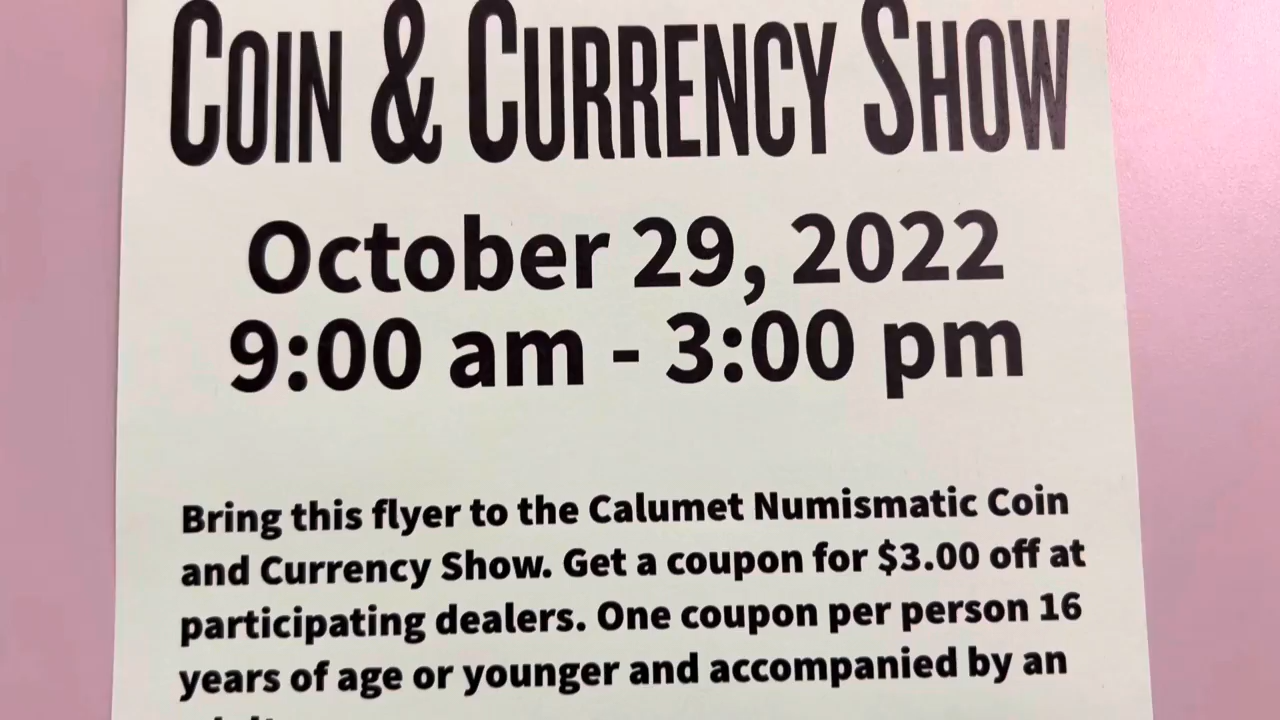 COIN & CURRENCY SHOW
October 29, 2022
9:00 am - 3:00 pm
Bring this flyer to the Calumet Numismatic Coin
and Currency Show. Get a coupon for $3.00 off at
participating dealers. One coupon per person 16
years of age or younger and accompanied by an